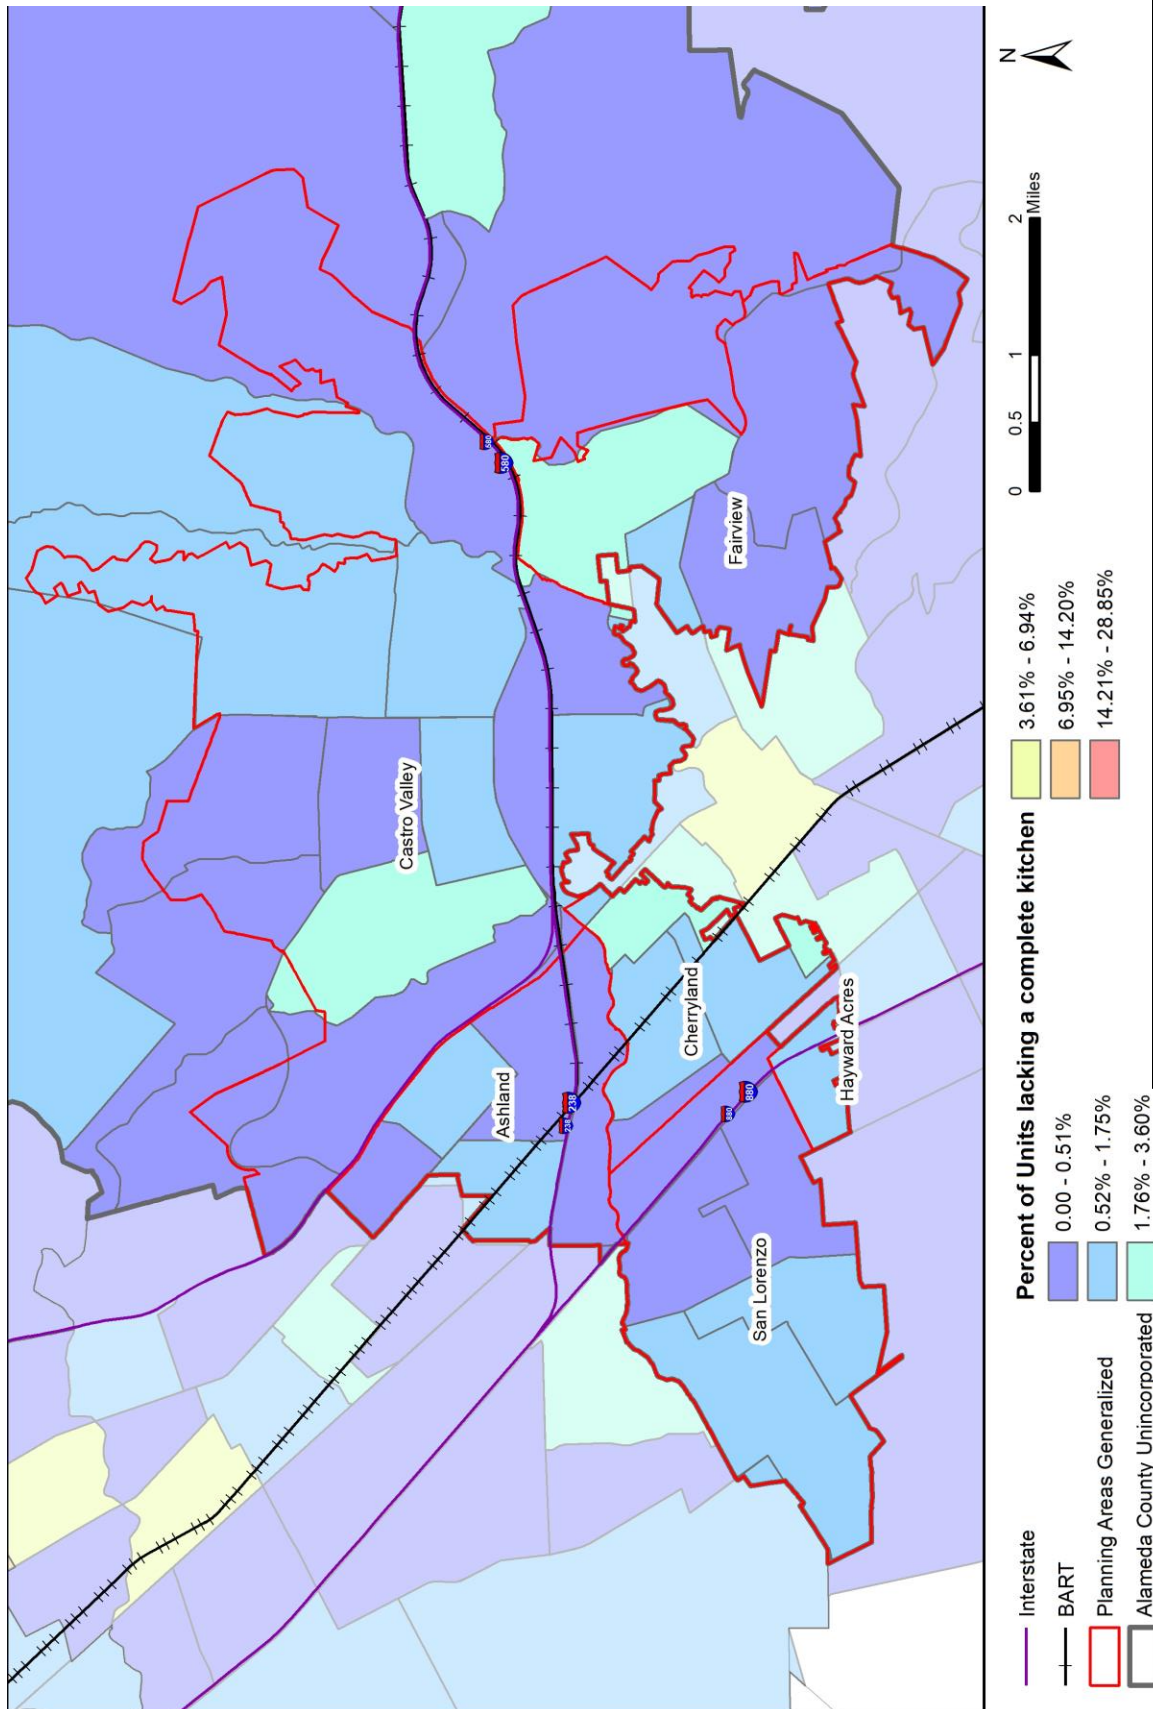 Castro Valley
Ashland
Cherryland
Fairview
Hayward Acres
San Lorenzo
580
580
238
238
880
880
Interstate
BART
Planning Areas Generalized
Alameda County Unincorporated
Percent of Units lacking a complete kitchen
0.00 - 0.51%
0.52% - 1.75%
1.76% - 3.60%
3.61% - 6.94%
6.95% - 14.20%
14.21% - 28.85%
0 0.5 1 2
Miles
N